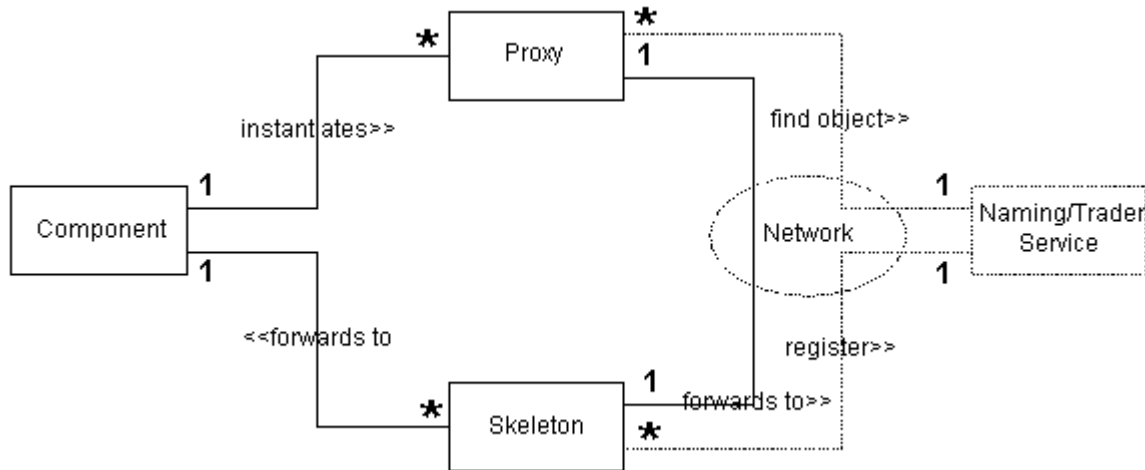 *
*
Proxy
1
instantiates>>
find object>>
1
1
Component
Network
Naming/Trader
Service
1
1
<<forwards to
register>>
1
forwards to>>
*
Skeleton
*